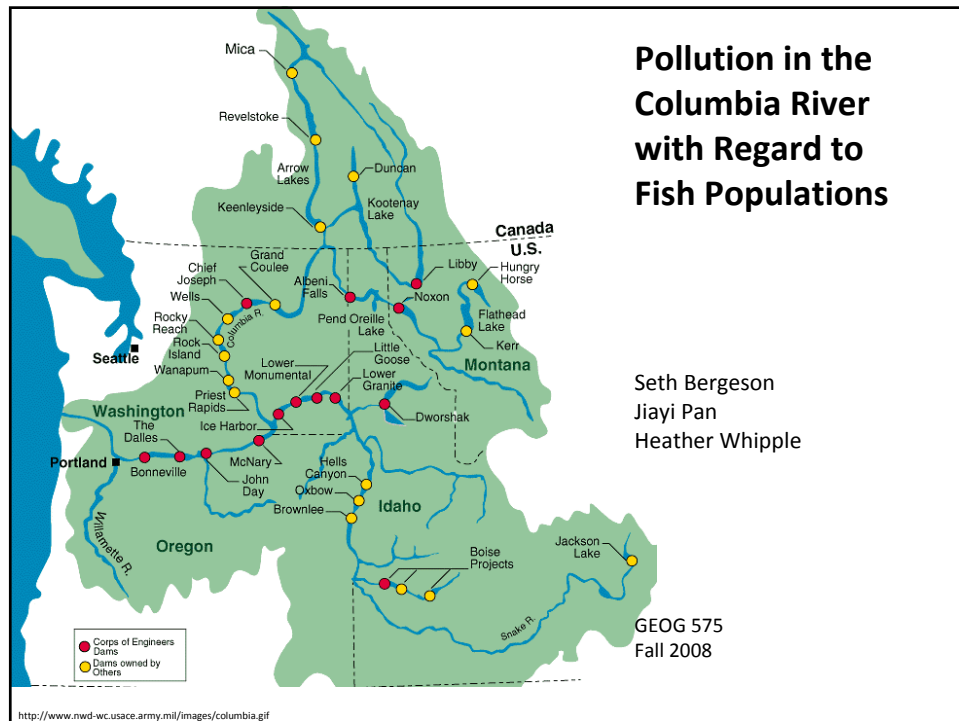 Pollution in the
Columbia River
with Regard to
Fish Populations
Mica
Revelstoke
Arrow
Lakes
Duncan
Kootenay
Lake
Keenleyside
Canada
U.S.
Grand
Coulee
Chief
Joseph
Wells
Rocky
Reach
Rock
Island
Wanapum
Columbia R.
Albeni
Falls
Libby
Hungry
Horse
Noxon
Pend Oreille
Lake
Flathead
Lake
Kerr
Montana
Seattle
Little
Goose
Lower
Monumental
Lower
Granite
Priest
Rapids
Washington
Ice Harbor
Dworshak
The
Dalles
Portland
Bonneville
McNary
John
Day
Hells
Canyon
Oxbow
Brownlee
Idaho
Willamette R.
Oregon
Boise
Projects
Jackson
Lake
Snake R.
Seth Bergeson
Jiayi Pan
Heather Whipple
GEOG 575
Fall 2008
Corps of Engineers
Dams
Dams owned by
Others
http://www.nwd-wc.usace.army.mil/images/columbia.gif